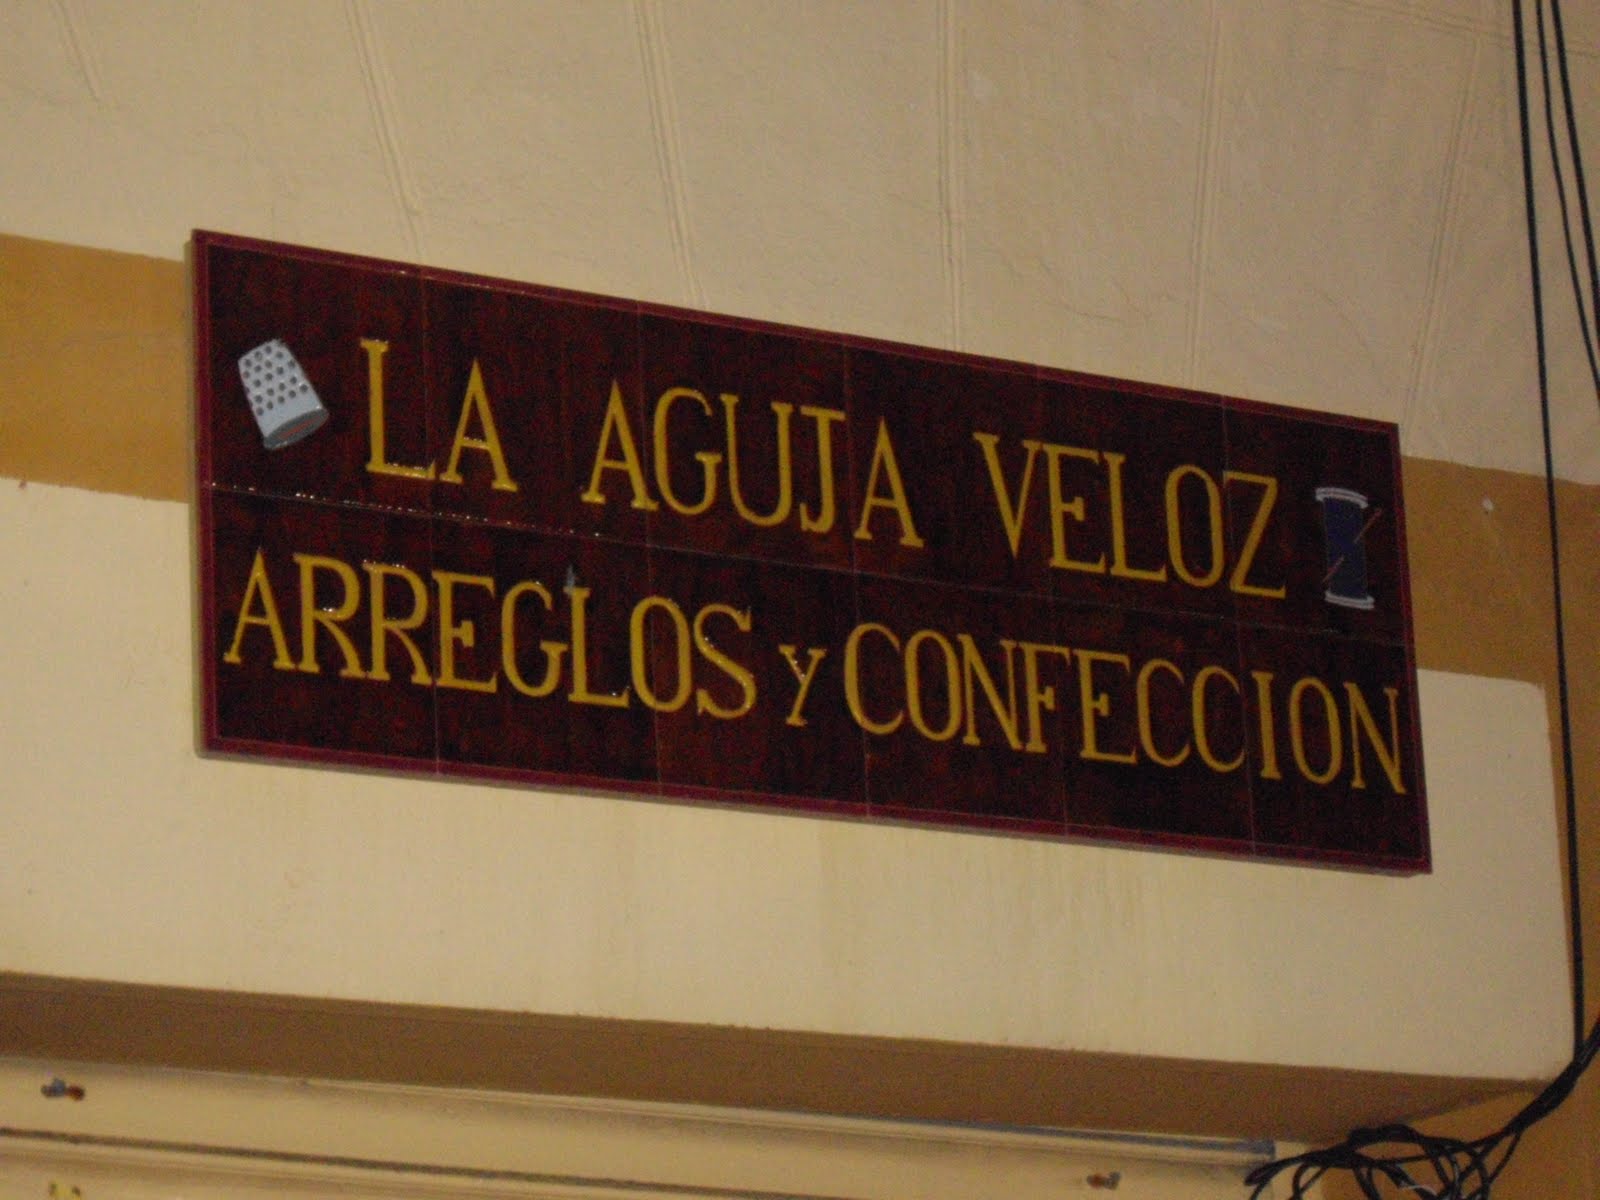 LA AGUJA VELOZ
ARREGLOS Y CONFECCION